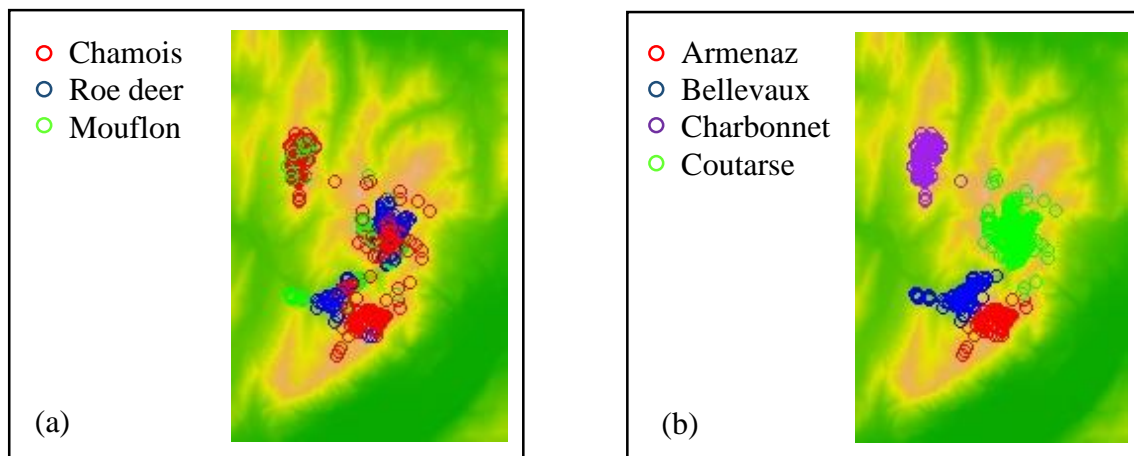 Chamois
Roe deer
Mouflon
(a)
Armenaz
Bellevaux
Charbonnet
Coutarse
(b)